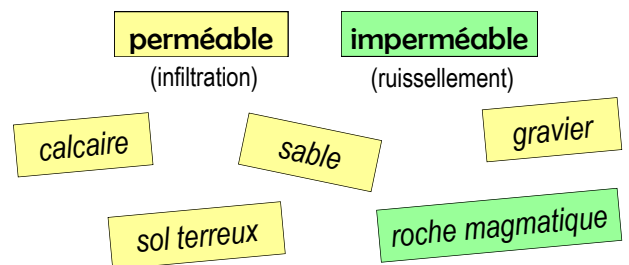 perméable
imperméable
(infiltration)
(ruissellement)
calcaire
sable
gravier
sol terreux
roche magmatique